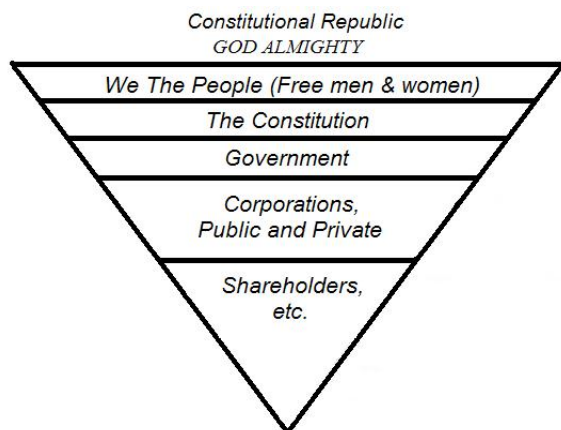 Constitutional Republic
GOD ALMIGHTY
We The People (Free men & women)
The Constitution
Government
Corporations,
Public and Private
Shareholders,
etc.